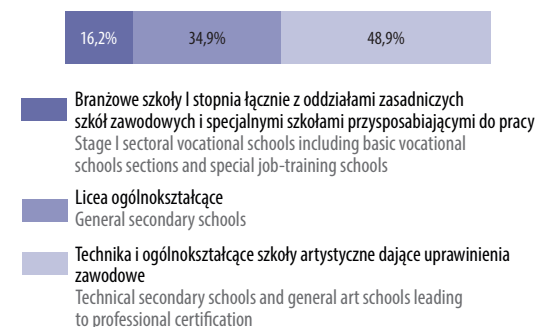 16,2% 34,9% 48,9%
Branżowe szkoły I stopnia łącznie z oddziałami zasadniczych
szkół zawodowych i specjalnymi szkołami przysposabiającymi do pracy
Stage I sectoral vocational schools including basic vocational
schools sections and special job-training schools
Licea ogólnokształcące
General secondary schools
Technika i ogólnokształcące szkoły artystyczne dające uprawinienia
zawodowe
Technical secondary schools and general art schools leading
to professional certification